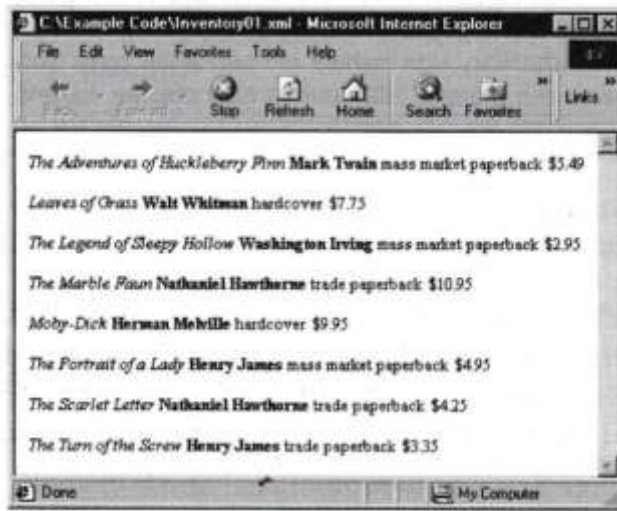 C:\Example Code\Inventory01.xml - Microsoft Internet Explorer
File Edit View Favorites Tools Help
Back Forward Stop Refresh Home Search Favorites » Links »
The Adventures of Huckleberry Finn Mark Twain mass market paperback $5.49
Leaves of Grass Walt Whitman hardcover $7.75
The Legend of Sleepy Hollow Washington Irving mass market paperback $2.95
The Marble Faun Nathaniel Hawthorne trade paperback $10.95
Moby-Dick Herman Melville hardcover $9.95
The Portrait of a Lady Henry James mass market paperback $4.95
The Scarlet Letter Nathaniel Hawthorne trade paperback $4.25
The Turn of the Screw Henry James trade paperback $3.35
Done My Computer